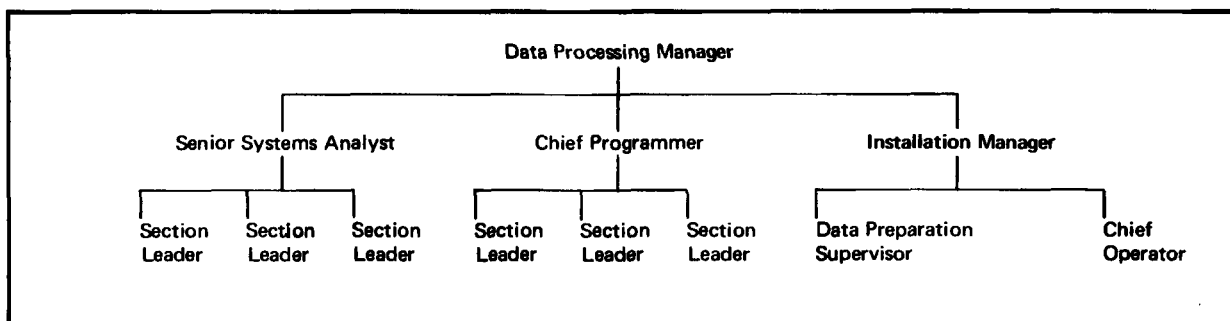 Data Processing Manager
Senior Systems Analyst Chief Programmer Installation Manager
Section Section Section Section Section Section Data Preparation Chief
Leader Leader Leader Leader Leader Leader Supervisor Operator